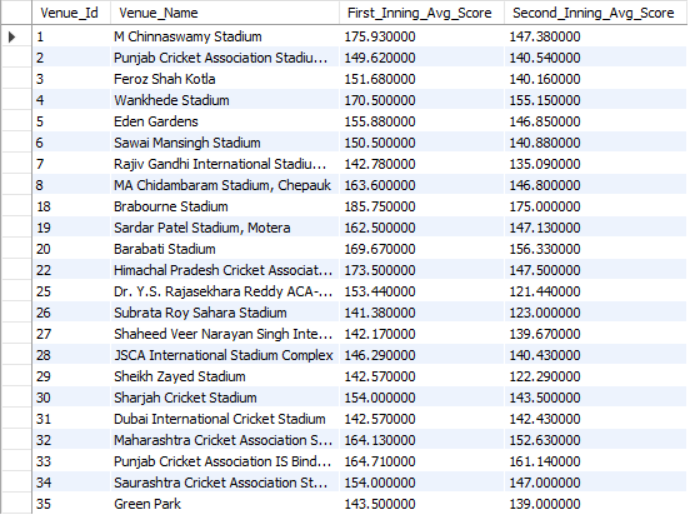 Venue_Id Venue_Name First_Inning_Avg_Score Second_Inning_Avg_Score
1 M Chinnaswamy Stadium 175.930000 147.380000
2 Punjab Cricket Association Stadiu... 149.620000 140.540000
3 Feroz Shah Kotla 151.680000 140.160000
4 Wankhede Stadium 170.500000 155.150000
5 Eden Gardens 155.880000 146.850000
6 Sawai Mansingh Stadium 150.500000 140.880000
7 Rajiv Gandhi International Stadiu... 142.780000 135.090000
8 MA Chidambaram Stadium, Chepauk 163.600000 146.800000
18 Brabourne Stadium 185.750000 175.000000
19 Sardar Patel Stadium, Motera 162.500000 147.130000
20 Barabati Stadium 169.670000 156.330000
22 Himachal Pradesh Cricket Associat... 173.500000 147.500000
25 Dr. Y.S. Rajasekhara Reddy ACA-... 153.440000 121.440000
26 Subrata Roy Sahara Stadium 141.380000 123.000000
27 Shaheed Veer Narayan Singh Inte... 142.170000 139.670000
28 JSCA International Stadium Complex 146.290000 140.430000
29 Sheikh Zayed Stadium 142.570000 122.290000
30 Sharjah Cricket Stadium 154.000000 143.500000
31 Dubai International Cricket Stadium 142.570000 142.430000
32 Maharashtra Cricket Association S... 164.130000 152.630000
33 Punjab Cricket Association IS Bind... 164.710000 161.140000
34 Saurashtra Cricket Association St... 154.000000 147.000000
35 Green Park 143.500000 139.000000